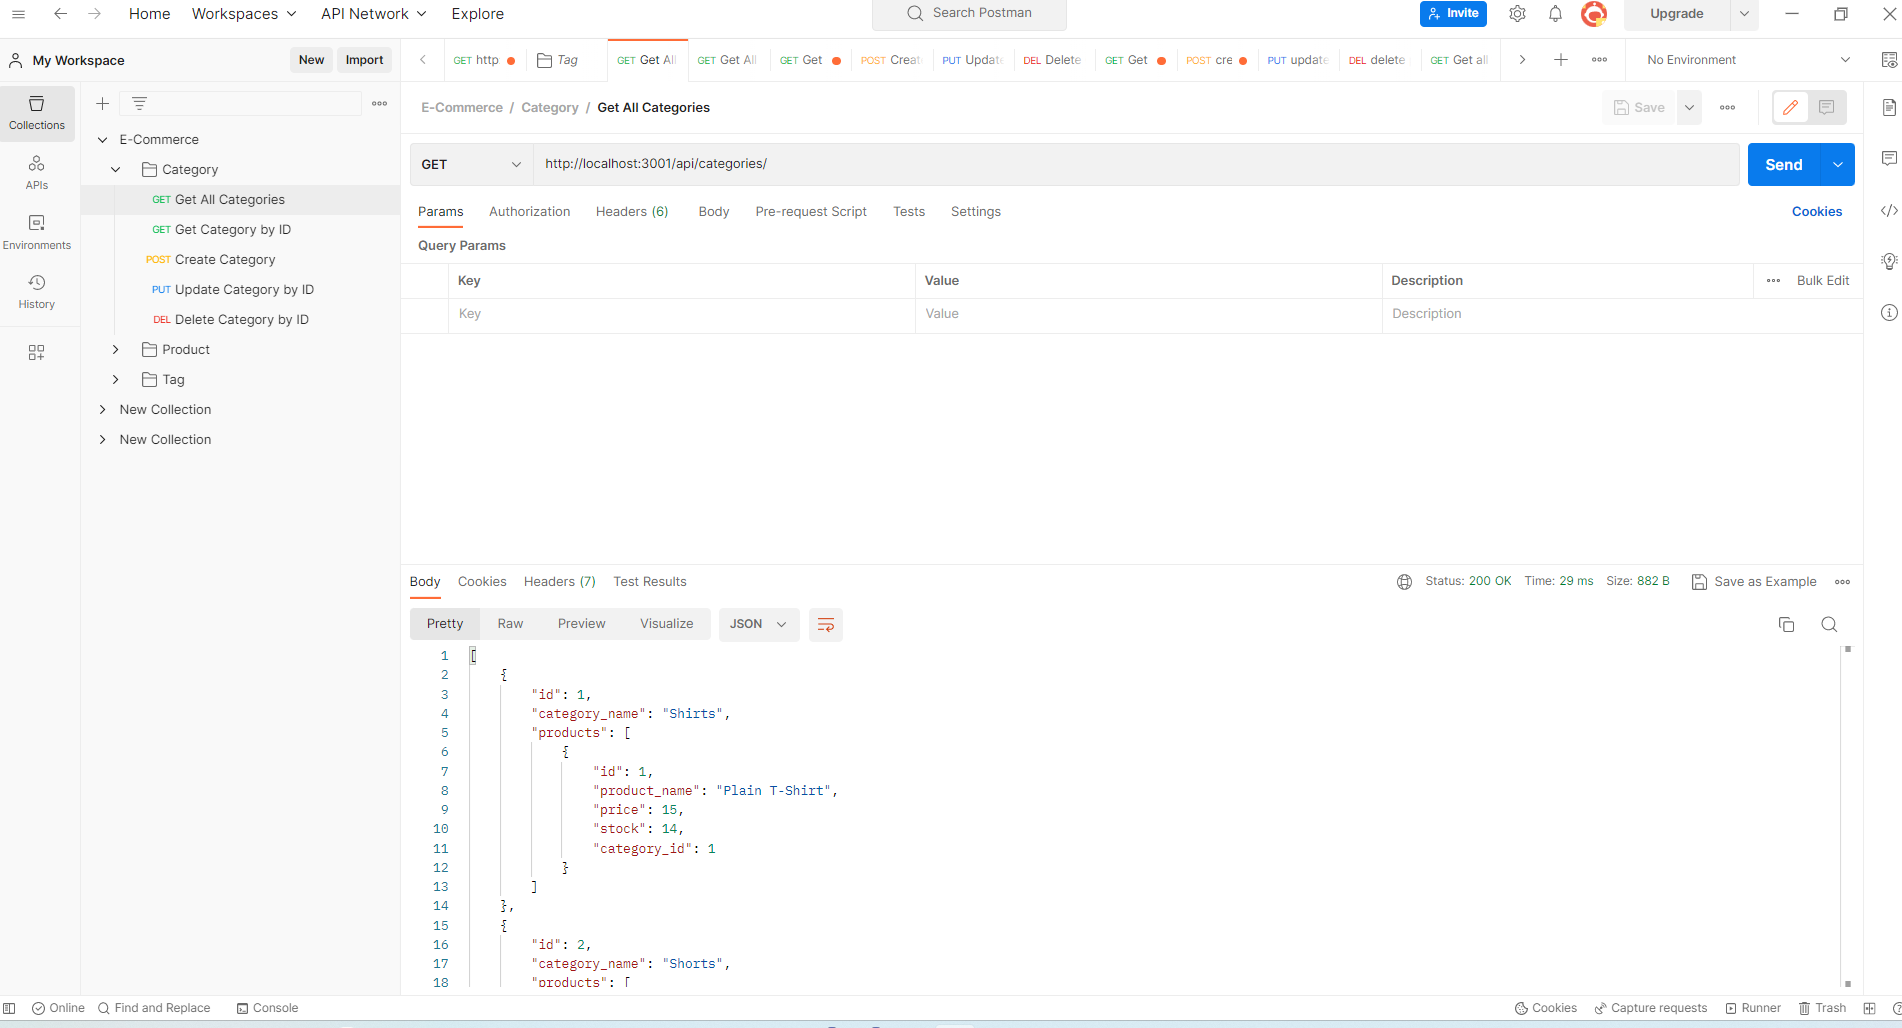 Home Workspaces API Network Explore Search Postman Invite Upgrade
My Workspace New Import GET http Tag GET Get All GET Get All GET Get POST Creat PUT Updat DEL Delete GET Get POST cre PUT update DEL delete GET Get all No Environment
Collections
APIs
Environments
History
E-Commerce
Category
GET Get All Categories
GET Get Category by ID
POST Create Category
PUT Update Category by ID
DEL Delete Category by ID
Product
Tag
New Collection
New Collection
E-Commerce / Category / Get All Categories Save
GET http://localhost:3001/api/categories/ Send
Params Authorization Headers (6) Body Pre-request Script Tests Settings Cookies
Query Params
Key Value Description Bulk Edit
Key Value Description
Body Cookies Headers (7) Test Results Status: 200 OK Time: 29 ms Size: 882 B Save as Example
Pretty Raw Preview Visualize JSON
1 [
2 {
3 "id": 1,
4 "category_name": "Shirts",
5 "products": [
6 {
7 "id": 1,
8 "product_name": "Plain T-Shirt",
9 "price": 15,
10 "stock": 14,
11 "category_id": 1
12 }
13 ]
14 },
15 {
16 "id": 2,
17 "category_name": "Shorts",
18 "products": [
Online Find and Replace Console Cookies Capture requests Runner Trash